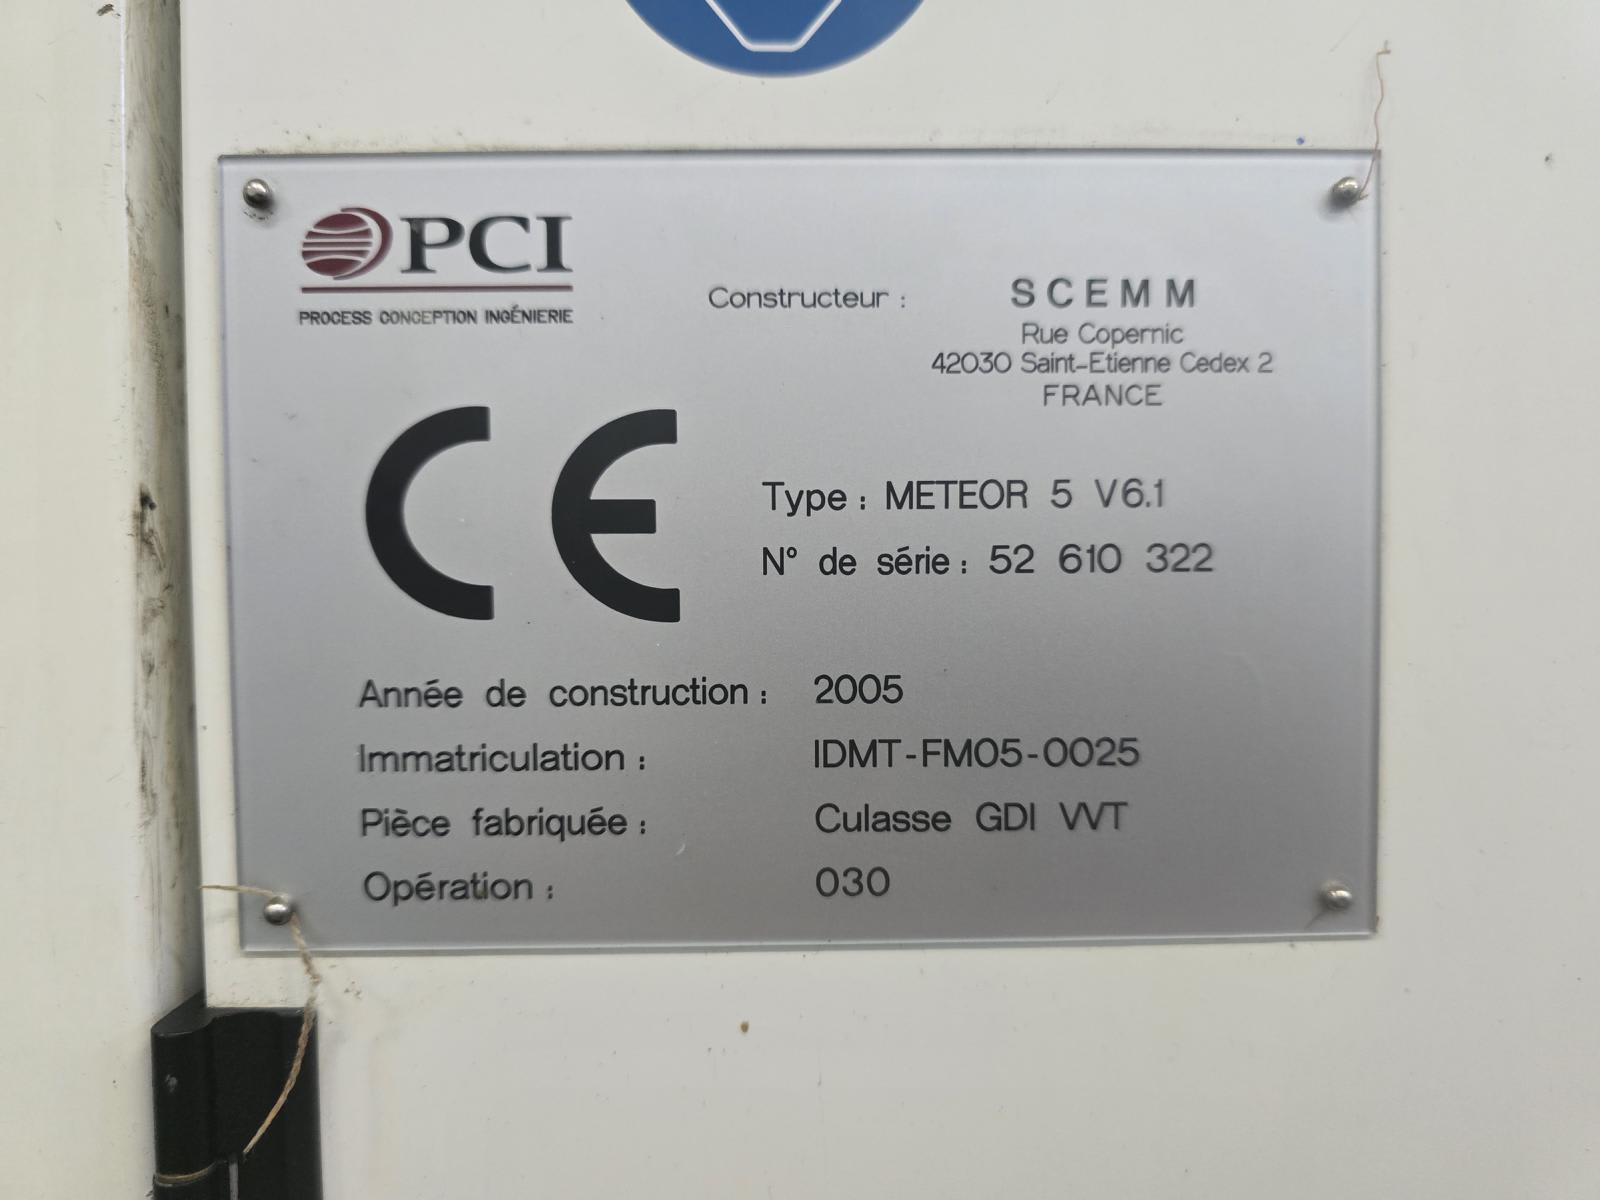 PCI
PROCESS CONCEPTION INGÉNIERIE
Constructeur : SCEMM
Rue Copernic
42030 Saint-Etienne Cedex 2
FRANCE
CE
Type : METEOR 5 V6.1
N° de série : 52 610 322
Année de construction : 2005
Immatriculation : IDMT-FM05-0025
Pièce fabriquée : Culasse GDI VVT
Opération : 030